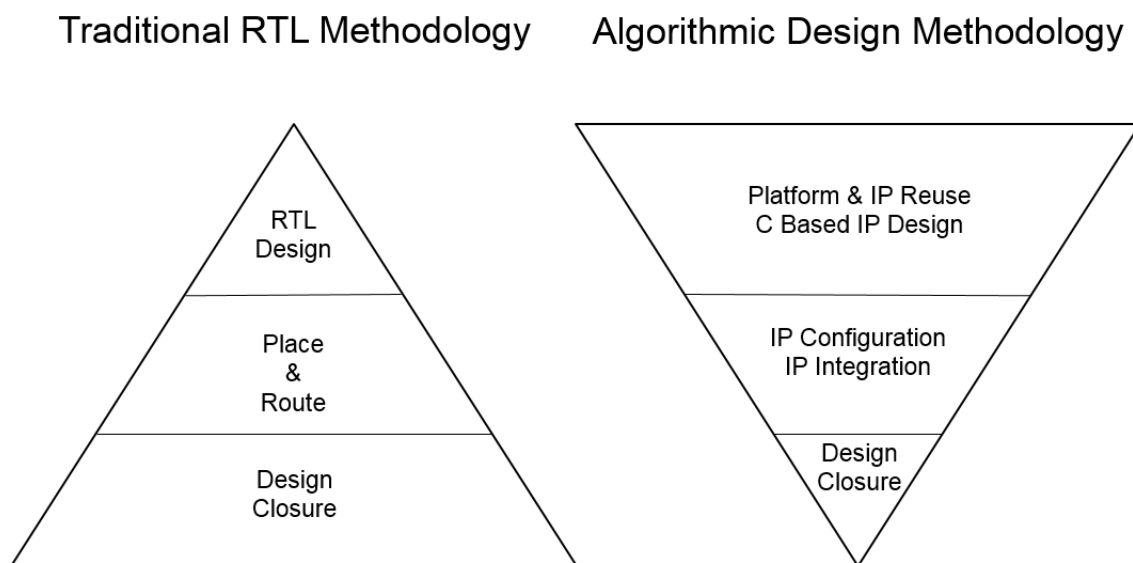 Traditional RTL Methodology
RTL
Design
Place
&
Route
Design
Closure
Algorithmic Design Methodology
Platform & IP Reuse
C Based IP Design
IP Configuration
IP Integration
Design
Closure